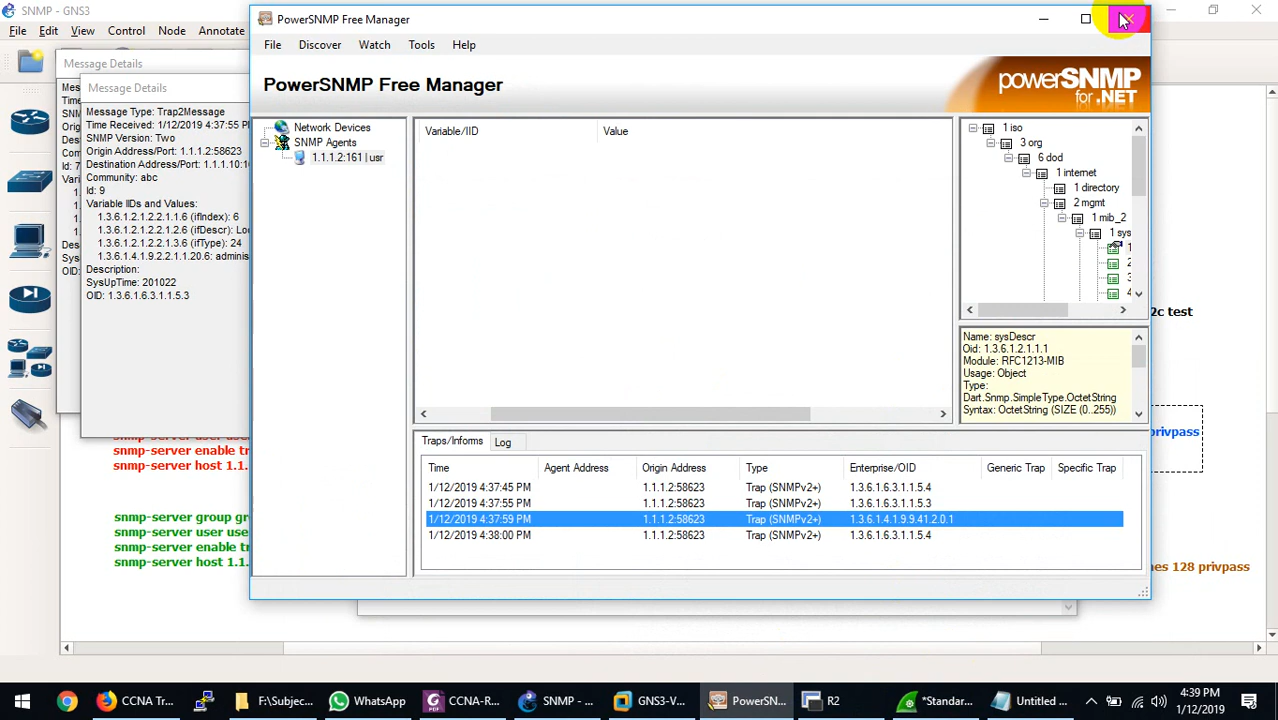 SNMP - GNS3
File Edit View Control Node Annotate
Message Details
Message Details
Message Type: Trap2Message
Time Received: 1/12/2019 4:37:55 PM
SNMP Version: Two
Origin Address/Port: 1.1.1.2:58623
Destination Address/Port: 1.1.1.10:1
Community: abc
Id: 9
Variable IIDs and Values:
1.3.6.1.2.1.2.2.1.1.6 (ifIndex): 6
1.3.6.1.2.1.2.2.1.2.6 (ifDescr): Loo
1.3.6.1.2.1.2.2.1.3.6 (ifType): 24
1.3.6.1.4.1.9.2.2.1.1.20.6: adminis
Description:
SysUpTime: 201022
OID: 1.3.6.1.6.3.1.1.5.3
PowerSNMP Free Manager
File Discover Watch Tools Help
PowerSNMP Free Manager
powerSNMP
for .NET
Network Devices
SNMP Agents
1.1.1.2:161 | usr
Variable/IID Value
1 iso
3 org
6 dod
1 internet
1 directory
2 mgmt
1 mib_2
1 sys
1
2
3
4
Name: sysDescr
Oid: 1.3.6.1.2.1.1.1
Module: RFC1213-MIB
Usage: Object
Type:
Dart.Snmp.SimpleType.OctetString
Syntax: OctetString (SIZE (0..255))
Traps/Informs Log
Time Agent Address Origin Address Type Enterprise/OID Generic Trap Specific Trap
1/12/2019 4:37:45 PM 1.1.1.2:58623 Trap (SNMPv2+) 1.3.6.1.6.3.1.1.5.4
1/12/2019 4:37:55 PM 1.1.1.2:58623 Trap (SNMPv2+) 1.3.6.1.6.3.1.1.5.3
1/12/2019 4:37:59 PM 1.1.1.2:58623 Trap (SNMPv2+) 1.3.6.1.4.1.9.9.41.2.0.1
1/12/2019 4:38:00 PM 1.1.1.2:58623 Trap (SNMPv2+) 1.3.6.1.6.3.1.1.5.4
2c test
privpass
snmp-server enable tr
snmp-server host 1.1.
snmp-server group gr
snmp-server user use
snmp-server enable tr
snmp-server host 1.1.
es 128 privpass
CCNA Tr... F:\Subjec... WhatsApp CCNA-R... SNMP - ... GNS3-V... PowerSN... R2 *Standar... Untitled ...
4:39 PM
1/12/2019